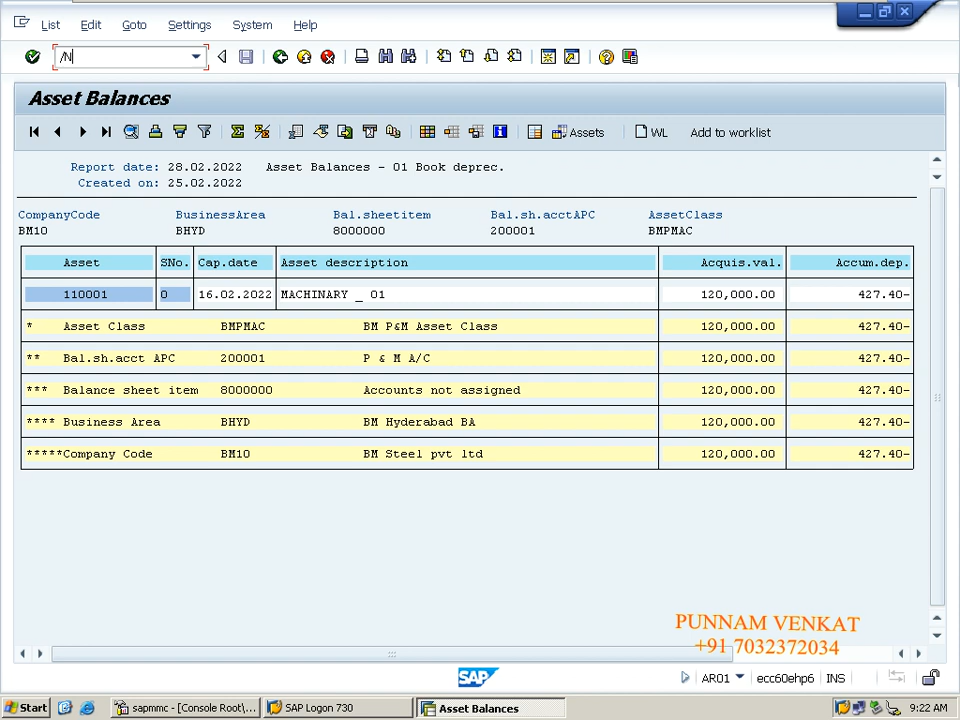 List Edit Goto Settings System Help
/N
Asset Balances
Assets WL Add to worklist
Report date: 28.02.2022 Asset Balances - 01 Book deprec.
Created on: 25.02.2022
CompanyCode BusinessArea Bal.sheetitem Bal.sh.acctAPC AssetClass
BM10 BHYD 8000000 200001 BMPMAC
Asset SNo. Cap.date Asset description Acquis.val. Accum.dep.
110001 0 16.02.2022 MACHINARY _ 01 120,000.00 427.40-
* Asset Class BMPMAC BM P&M Asset Class 120,000.00 427.40-
** Bal.sh.acct APC 200001 P & M A/C 120,000.00 427.40-
*** Balance sheet item 8000000 Accounts not assigned 120,000.00 427.40-
**** Business Area BHYD BM Hyderabad BA 120,000.00 427.40-
*****Company Code BM10 BM Steel pvt ltd 120,000.00 427.40-
PUNNAM VENKAT
+91 7032372034
SAP AR01 ecc60ehp6 INS
Start sapmmc - [Console Root\... SAP Logon 730 Asset Balances 9:22 AM